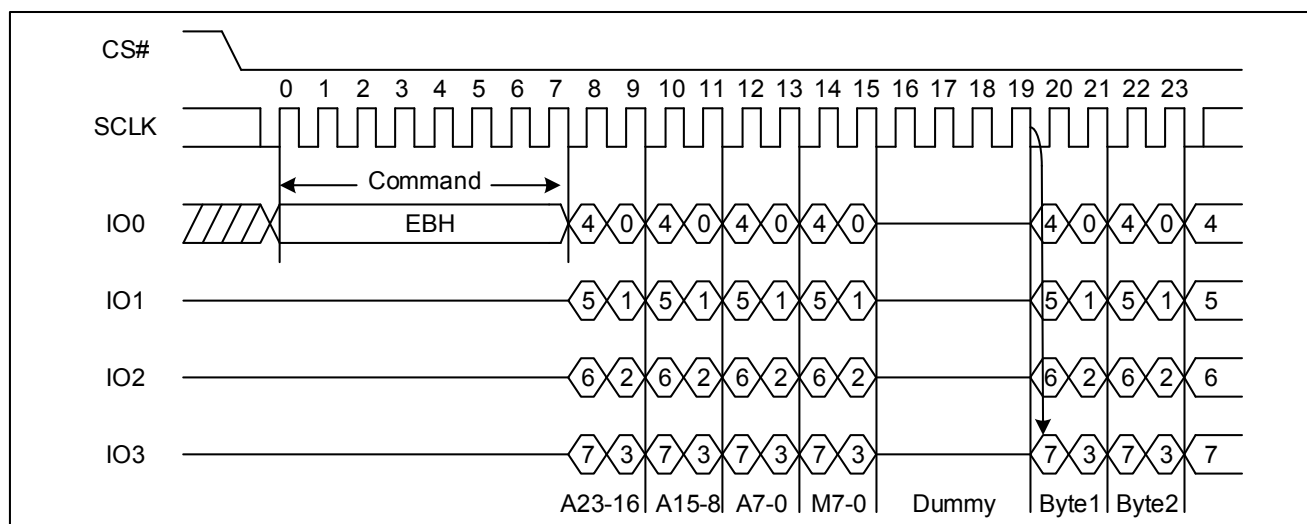 CS#
0 1 2 3 4 5 6 7 8 9 10 11 12 13 14 15 16 17 18 19 20 21 22 23
SCLK
Command
IO0 EBH 4 0 4 0 4 0 4 0 4 0 4 0 4
IO1 5 1 5 1 5 1 5 1 5 1 5 1 5
IO2 6 2 6 2 6 2 6 2 6 2 6 2 6
IO3 7 3 7 3 7 3 7 3 7 3 7 3 7
A23-16 A15-8 A7-0 M7-0 Dummy Byte1 Byte2